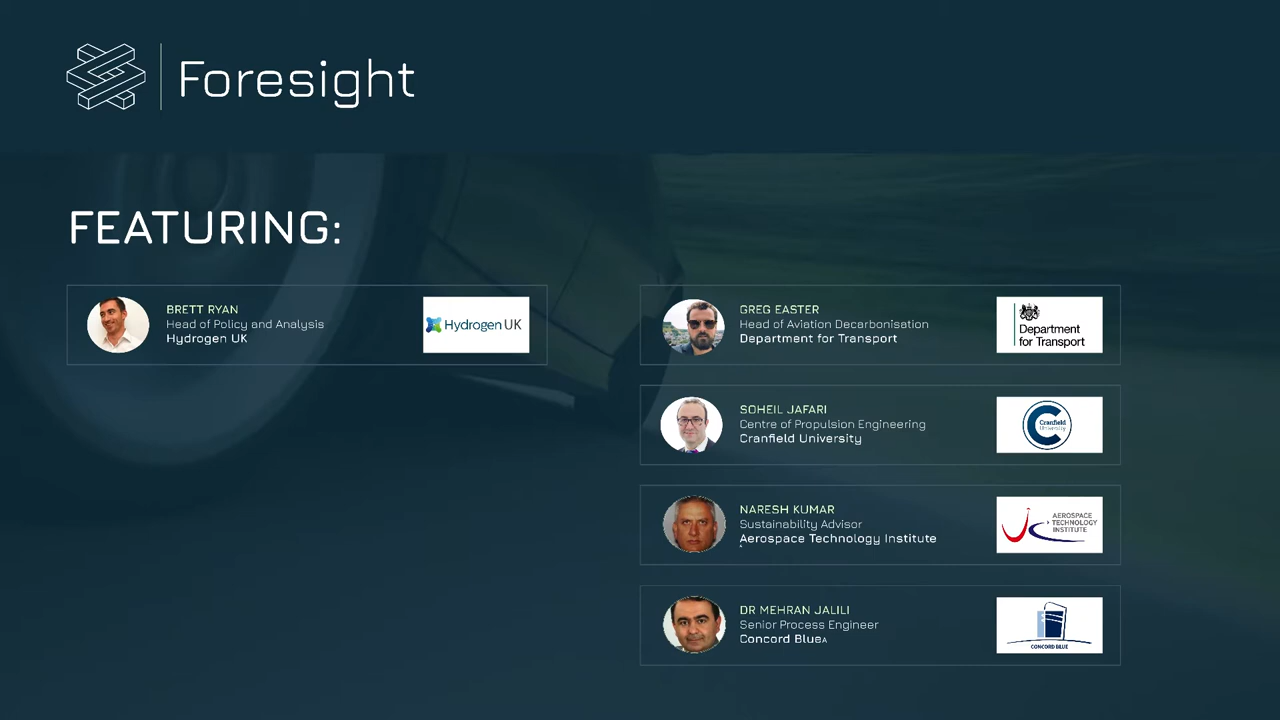 Foresight
FEATURING:
BRETT RYAN
Head of Policy and Analysis
Hydrogen UK
Hydrogen UK
GREG EASTER
Head of Aviation Decarbonisation
Department for Transport
Department
for Transport
SOHEIL JAFARI
Centre of Propulsion Engineering
Cranfield University
Cranfield
University
NARESH KUMAR
Sustainability Advisor
Aerospace Technology Institute
AEROSPACE
TECHNOLOGY
INSTITUTE
DR MEHRAN JALILI
Senior Process Engineer
Concord BlueA
CONCORD BLUE